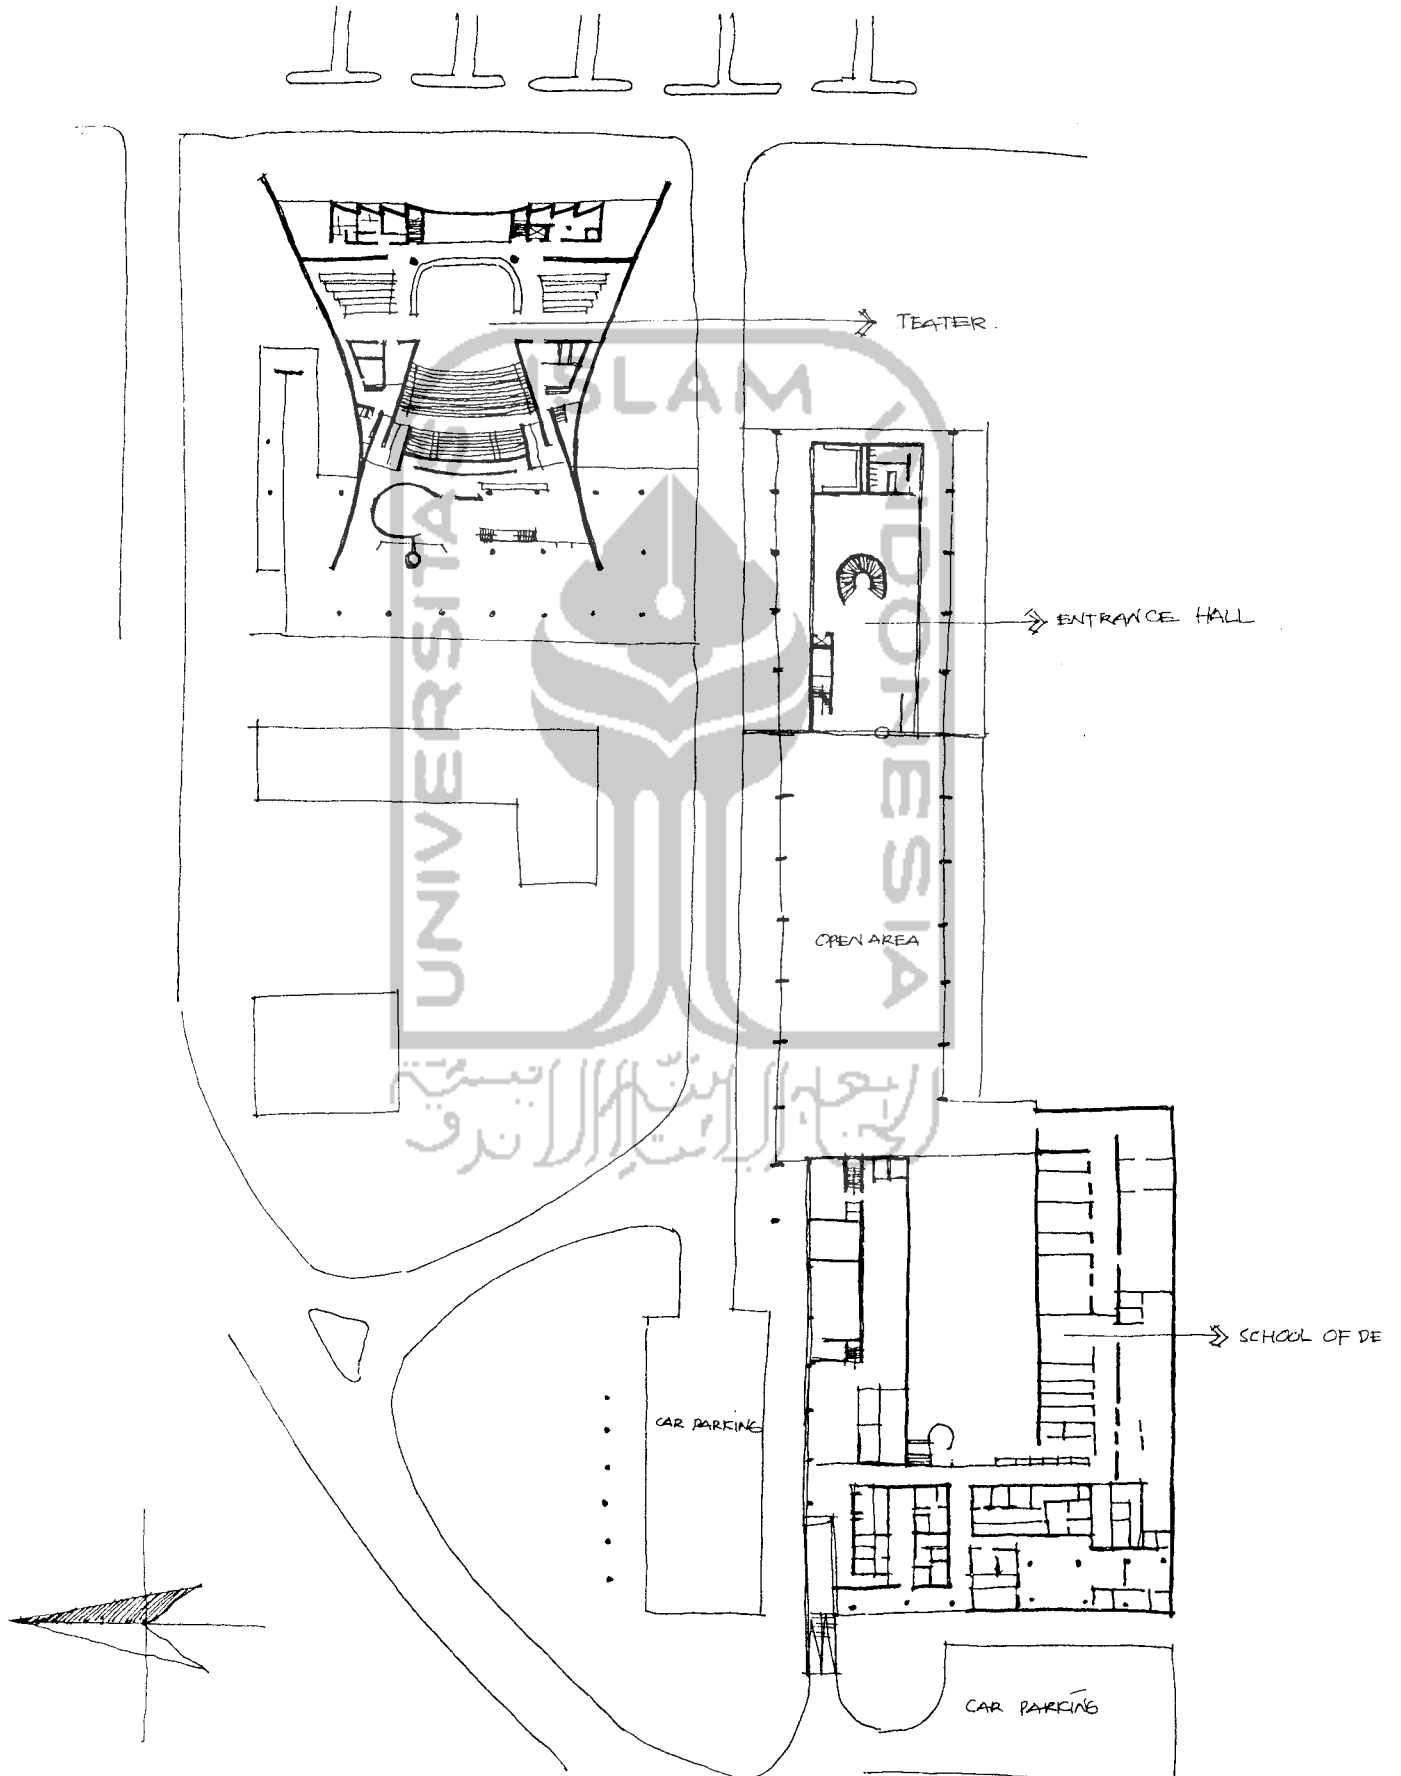 TEATER.
ISLAM
UNIVERSITAS
INDONESIA
ENTRANCE HALL
OPEN AREA
SCHOOL OF DE
CAR PARKING
CAR PARKING